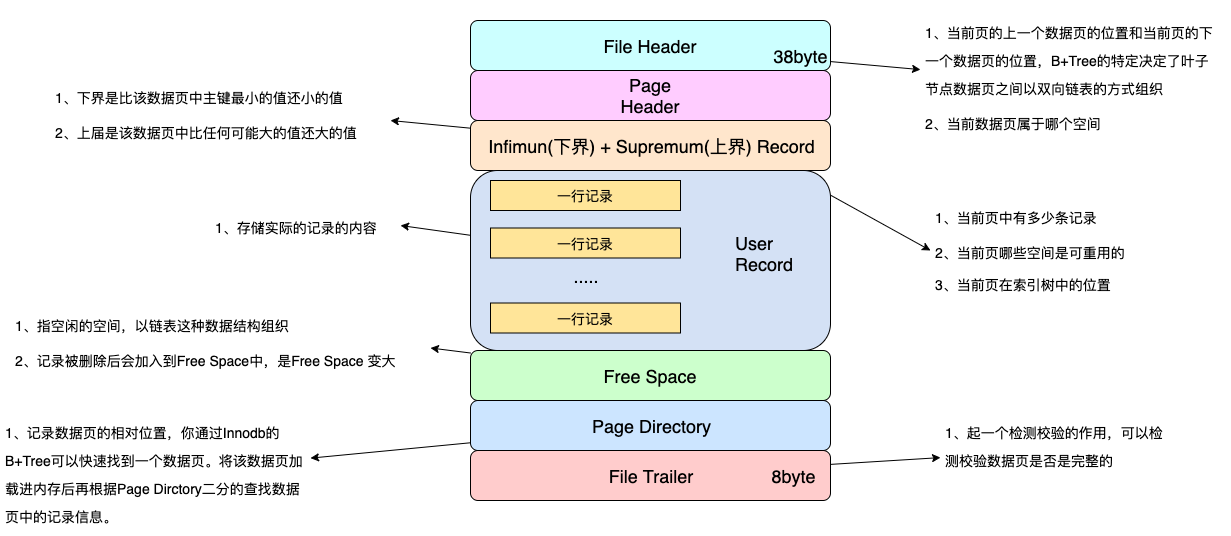 File Header
38byte
Page
Header
Infimun(下界) + Supremum(上界) Record
一行记录
一行记录
.....
一行记录
User
Record
Free Space
Page Directory
File Trailer
8byte
1、当前页的上一个数据页的位置和当前页的下
一个数据页的位置，B+Tree的特定决定了叶子
节点数据页之间以双向链表的方式组织
2、当前数据页属于哪个空间
1、下界是比该数据页中主键最小的值还小的值
2、上届是该数据页中比任何可能大的值还大的值
1、存储实际的记录的内容
1、当前页中有多少条记录
2、当前页哪些空间是可重用的
3、当前页在索引树中的位置
1、指空闲的空间，以链表这种数据结构组织
2、记录被删除后会加入到Free Space中，是Free Space 变大
1、记录数据页的相对位置，你通过Innodb的
B+Tree可以快速找到一个数据页。将该数据页加
载进内存后再根据Page Dirctory二分的查找数据
页中的记录信息。
1、起一个检测校验的作用，可以检
测校验数据页是否是完整的